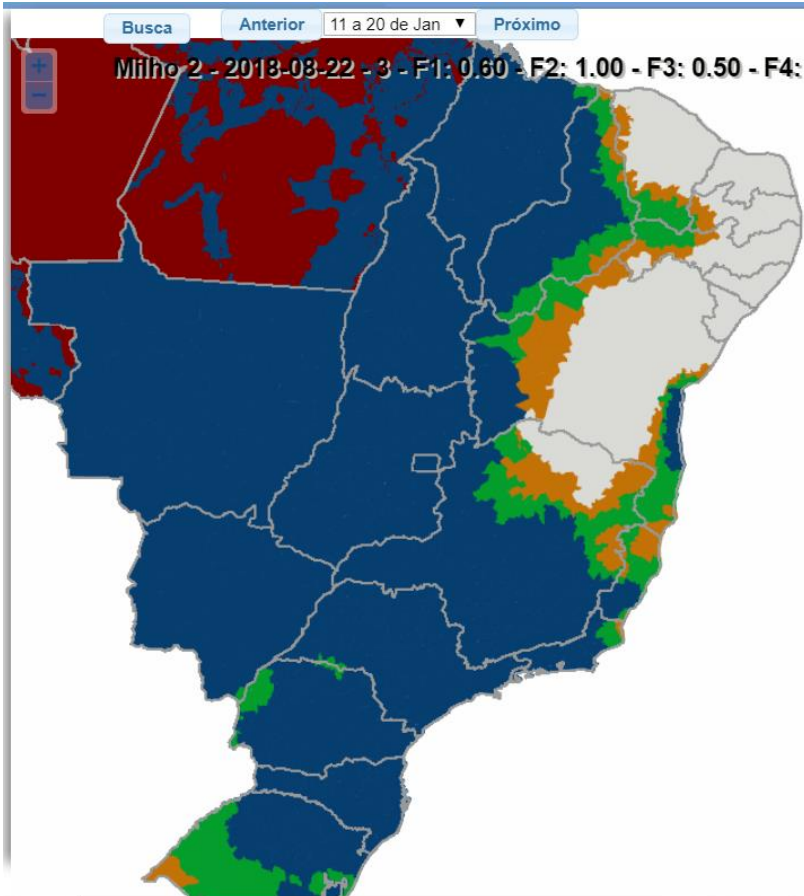 Busca Anterior 11 a 20 de Jan Próximo
+
Milho 2 - 2018-08-22 - 3 - F1: 0.60 - F2: 1.00 - F3: 0.50 - F4:
−